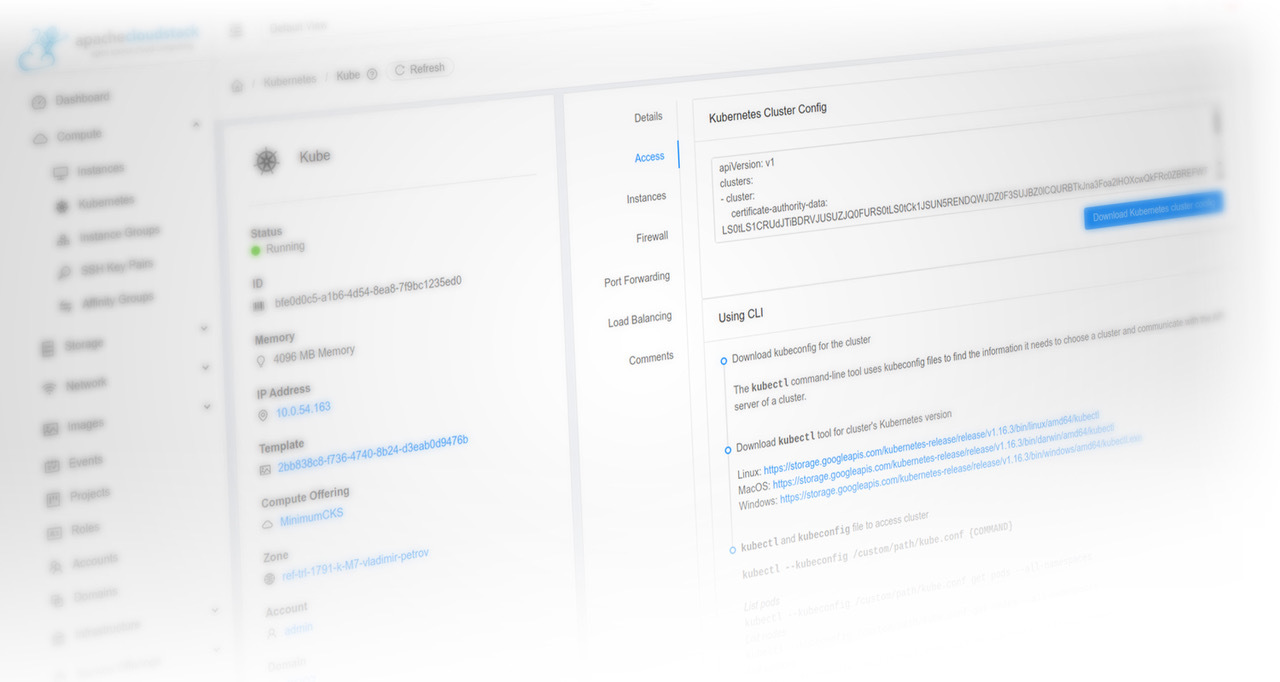 apachecloudstack
Default View
Kubernetes / Kube Refresh
Dashboard
Compute
Instances
Kubernetes
Instance Groups
SSH Key Pairs
Affinity Groups
Storage
Network
Images
Events
Projects
Roles
Accounts
Domains
Infrastructure
Kube
Status
Running
ID
bfe0d0c5-a1b6-4d54-8ea8-7f9bc1235ed0
Memory
4096 MB Memory
IP Address
10.0.54.163
Template
2bb838c8-f736-4740-8b24-d3eab0d9476b
Compute Offering
MinimumCKS
Zone
ref-trl-1791-k-M7-vladimir-petrov
Account
admin
Domain
Details
Access
Instances
Firewall
Port Forwarding
Load Balancing
Comments
Kubernetes Cluster Config
apiVersion: v1
clusters:
- cluster:
certificate-authority-data:
Download Kubernetes cluster config
Using CLI
Download kubeconfig for the cluster
The kubectl command-line tool uses kubeconfig files to find the information it needs to choose a cluster and communicate with the API
server of a cluster.
Download kubectl tool for cluster's Kubernetes version
Linux: https://storage.googleapis.com/kubernetes-release/release/v1.16.3/bin/linux/amd64/kubectl
MacOS: https://storage.googleapis.com/kubernetes-release/release/v1.16.3/bin/darwin/amd64/kubectl
Windows: https://storage.googleapis.com/kubernetes-release/release/v1.16.3/bin/windows/amd64/kubectl.exe
kubectl and kubeconfig file to access cluster
kubectl --kubeconfig /custom/path/kube.conf {COMMAND}
List pods
kubectl --kubeconfig /custom/path/kube.conf get pods --all-namespaces